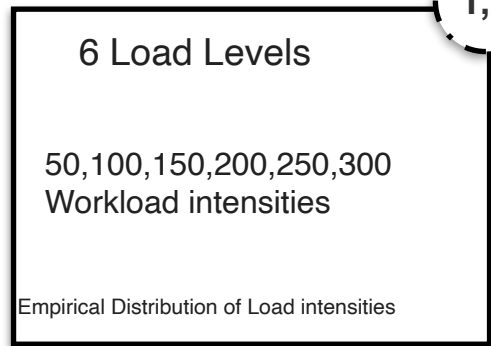 6 Load Levels
50,100,150,200,250,300
Workload intensities
Empirical Distribution of Load intensities